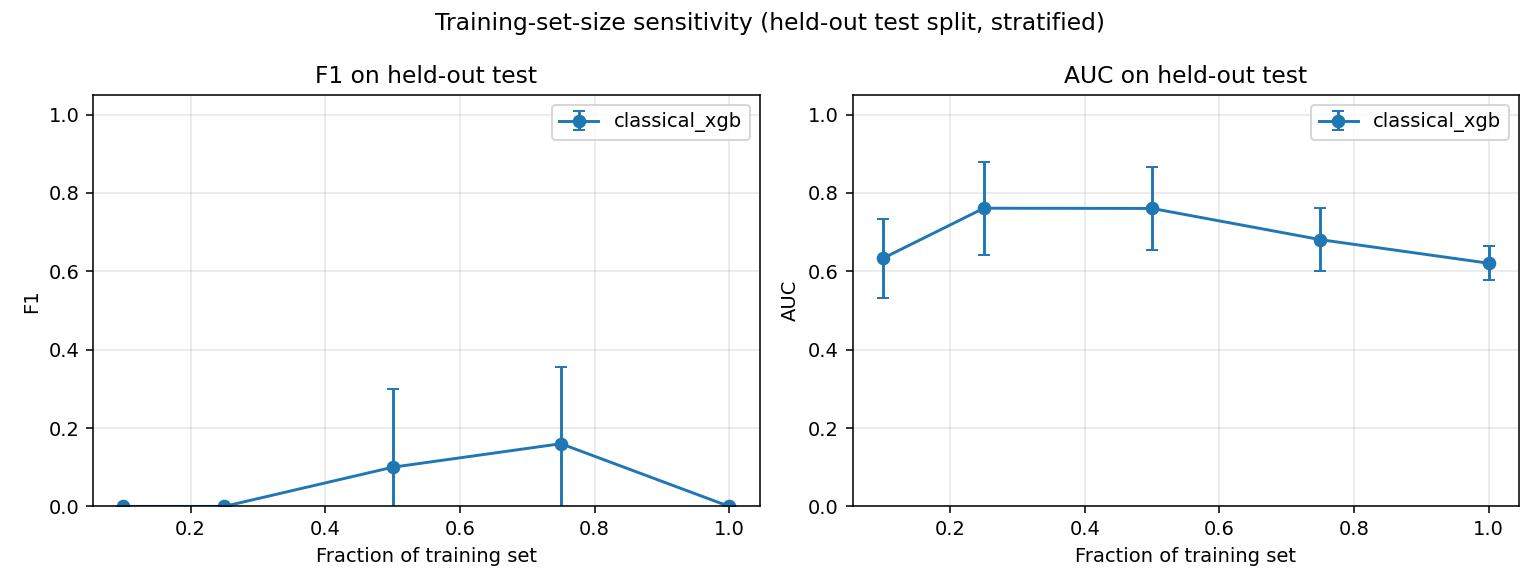 Training-set-size sensitivity (held-out test split, stratified)
F1 on held-out test
classical_xgb
1.0
0.8
0.6
0.4
0.2
0.0
F1
0.2 0.4 0.6 0.8 1.0
Fraction of training set
AUC on held-out test
classical_xgb
1.0
0.8
0.6
0.4
0.2
0.0
AUC
0.2 0.4 0.6 0.8 1.0
Fraction of training set